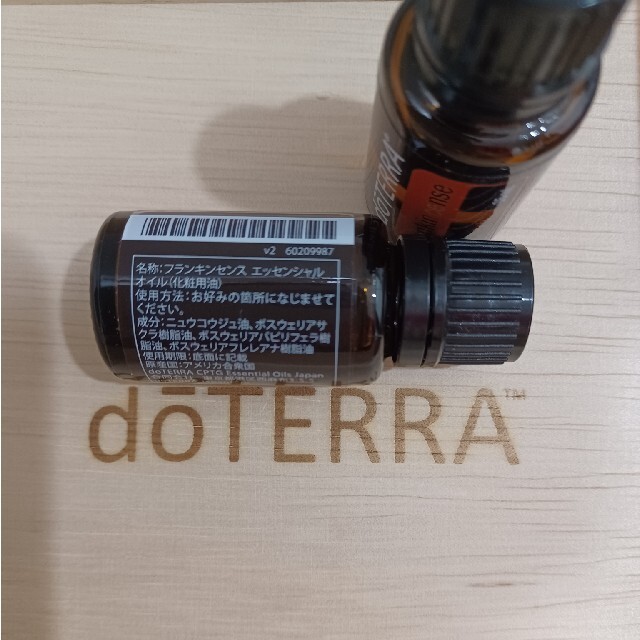 dōTERRA
nse
v2 60209987
名称:フランキンセンス エッセンシャル
オイル(化粧用油)
使用方法:お好みの箇所になじませて
ください。
成分:ニュウコウジュ油、ボスウェリアサ
クラ樹脂油、ボスウェリアパピリフェラ樹
脂油、ボスウェリアフレレアナ樹脂油
使用期限:底面に記載
原産国:アメリカ合衆国
doTERRA CPTG Essential Oils Japan
dōTERRA™